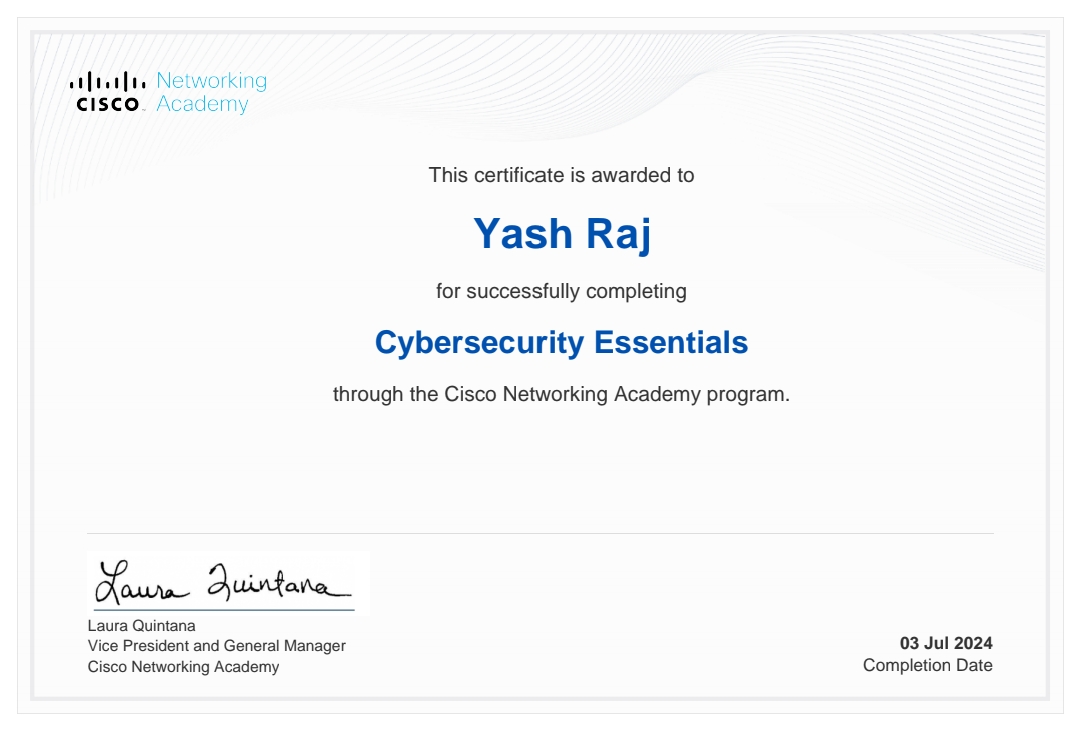 Networking
CISCO Academy
This certificate is awarded to
Yash Raj
for successfully completing
Cybersecurity Essentials
through the Cisco Networking Academy program.
Laura Quintana
Laura Quintana
Vice President and General Manager
Cisco Networking Academy
03 Jul 2024
Completion Date